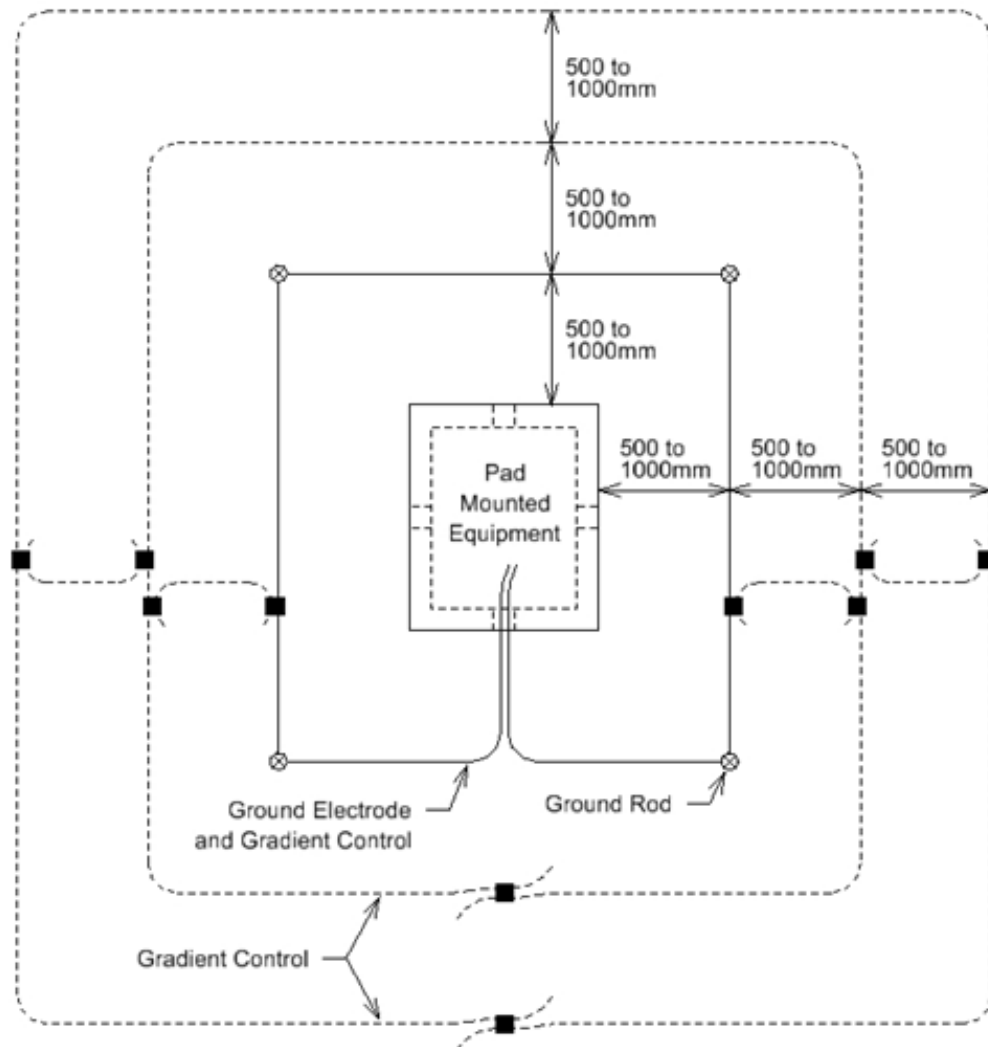 500 to
1000mm
500 to
1000mm
500 to
1000mm
500 to
1000mm
500 to
1000mm
500 to
1000mm
Pad
Mounted
Equipment
Ground Electrode
and Gradient Control
Ground Rod
Gradient Control